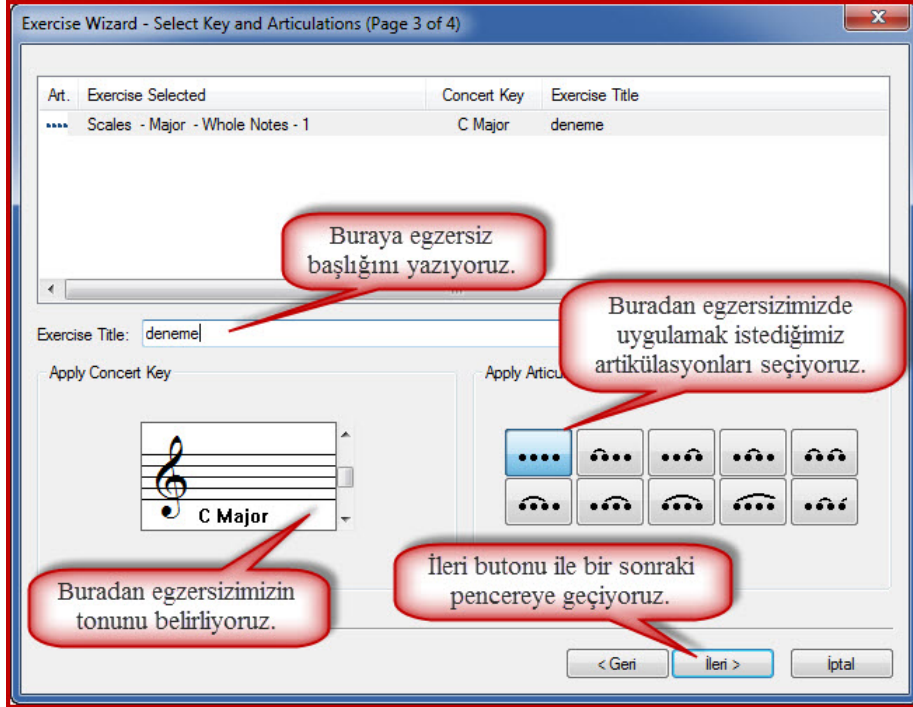 Exercise Wizard - Select Key and Articulations (Page 3 of 4)
Art. Exercise Selected Concert Key Exercise Title
Scales - Major - Whole Notes - 1 C Major deneme
Buraya egzersiz
başlığını yazıyoruz.
Buradan egzersizimizde
uygulamak istediğimiz
artikülasyonları seçiyoruz.
Exercise Title: deneme
Apply Concert Key
Apply Articu
C Major
Buradan egzersizimizin
tonunu belirliyoruz.
İleri butonu ile bir sonraki
pencereye geçiyoruz.
< Geri İleri > İptal